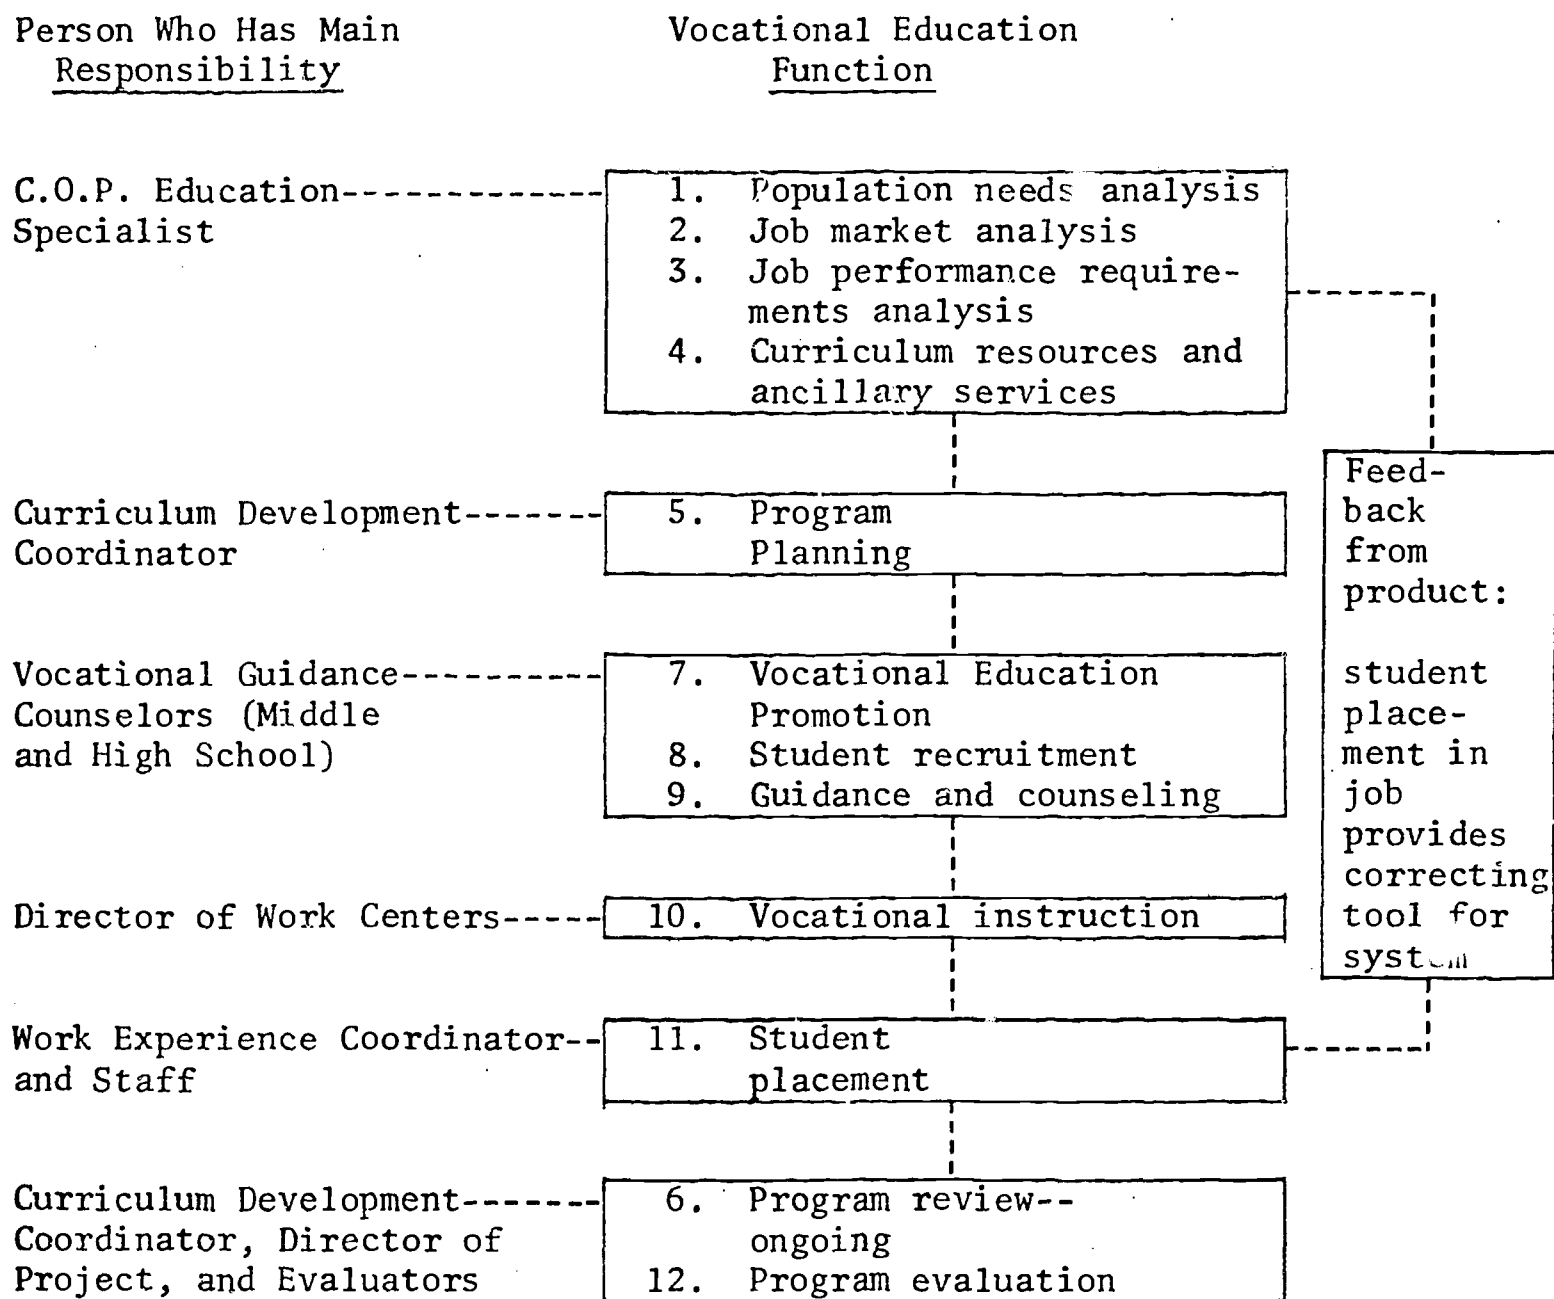 Person Who Has Main Responsibility
Vocational Education Function
C.O.P. Education------------- 
Specialist
1. Population needs analysis
2. Job market analysis
3. Job performance require-
ments analysis
4. Curriculum resources and
ancillary services
Curriculum Development-------
Coordinator
5. Program
Planning
Vocational Guidance----------
Counselors (Middle
and High School)
7. Vocational Education
Promotion
8. Student recruitment
9. Guidance and counseling
Director of Work Centers-----
10. Vocational instruction
Work Experience Coordinator--
and Staff
11. Student
placement
Curriculum Development-------
Coordinator, Director of
Project, and Evaluators
6. Program review--
ongoing
12. Program evaluation
Feed-
back
from
product:
student
place-
ment in
job
provides
correcting
tool for
system